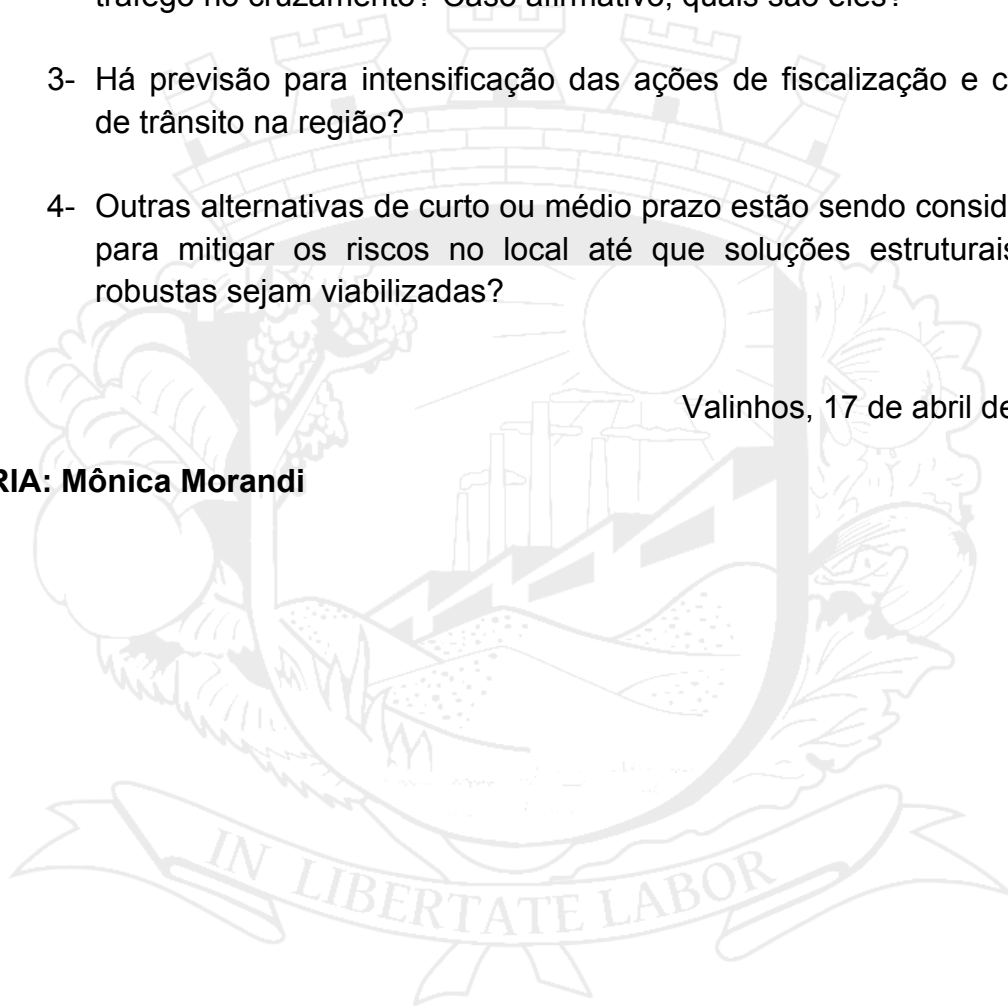 tráfego no cruzamento? Caso afirmativo, quais são eles?
3- Há previsão para intensificação das ações de fiscalização e c
de trânsito na região?
4- Outras alternativas de curto ou médio prazo estão sendo consid
para mitigar os riscos no local até que soluções estruturais
robustas sejam viabilizadas?
Valinhos, 17 de abril de
RIA: Mônica Morandi
IN LIBERTATE LABOR